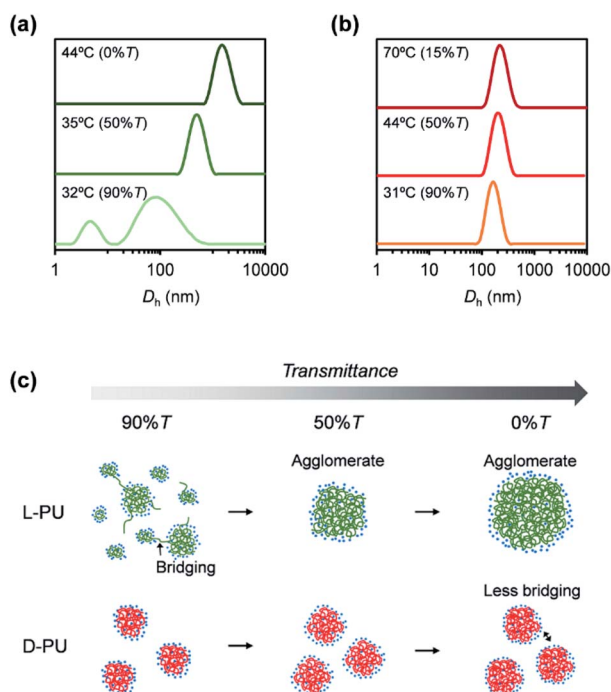 (a)
44ºC (0%T)
35ºC (50%T)
32ºC (90%T)
1 100 10000
Dh (nm)
(b)
70ºC (15%T)
44ºC (50%T)
31ºC (90%T)
1 10 100 1000 10000
Dh (nm)
(c)
Transmittance
90%T 50%T 0%T
Agglomerate Agglomerate
L-PU
Bridging
Less bridging
D-PU